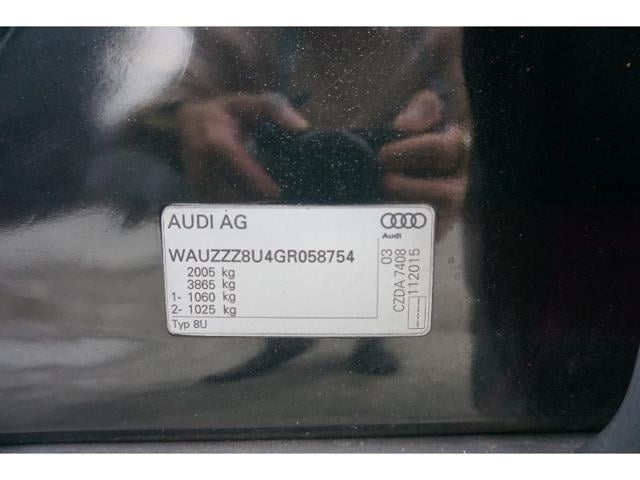 AUDI AG
Audi
WAUZZZ8U4GR058754
2005 kg
3865 kg
1- 1060 kg
2- 1025 kg
Typ 8U
03
CZDA 7408
112015